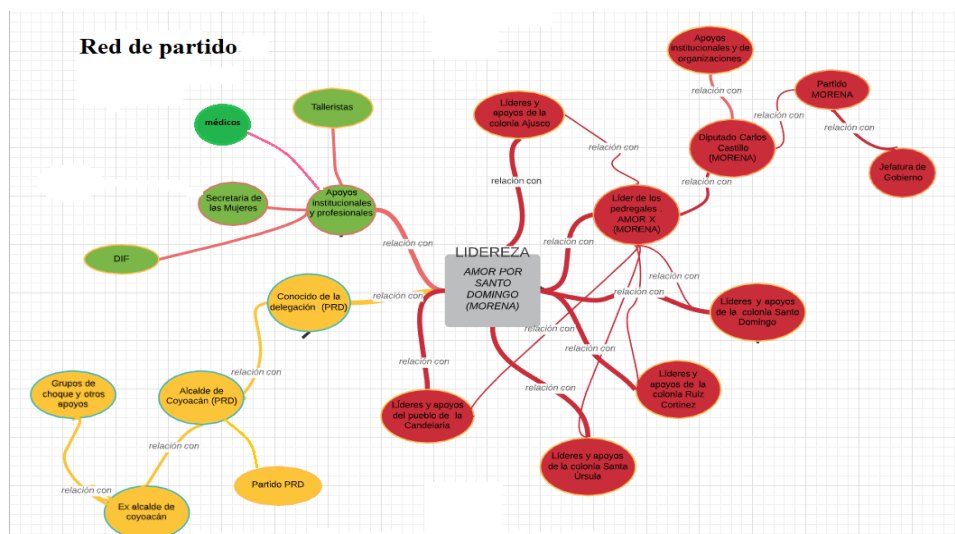 Red de partido
Apoyos
institucionales y de
organizaciones
relación con
Partido
MORENA
relación con
relación con
Diputado Carlos
Castillo
(MORENA)
Jefatura de
Gobierno
relación con
Líderes y
apoyos de la
colonía Ajusco
relación con
relación con
Talleristas
médicos
Secretaria de
las Mujeres
Apoyos
institucionales
y profesionales
DIF
relación con
Líder de los
pedregales .
AMOR X
(MORENA)
relación con
LIDEREZA
AMOR POR
SANTO
DOMINGO
(MORENA)
relación con
relación con
Líderes y apoyos
de la colonía Santo
Domingo
Conocido de la
delegación (PRD)
relación con
relación con
relación con
relación con
relación con
Líderes y
apoyos de la
colonía Ruiz
Cortinez
relación con
Grupos de
choque y otros
apoyos
Alcalde de
Coyoacán (PRD)
relación con
Líderes y apoyos
del pueblo de la
Candelaria
relación con
Líderes y apoyos
de la colonía Santa
Úrsula
Partido PRD
relación con
Ex alcalde de
coyoacán